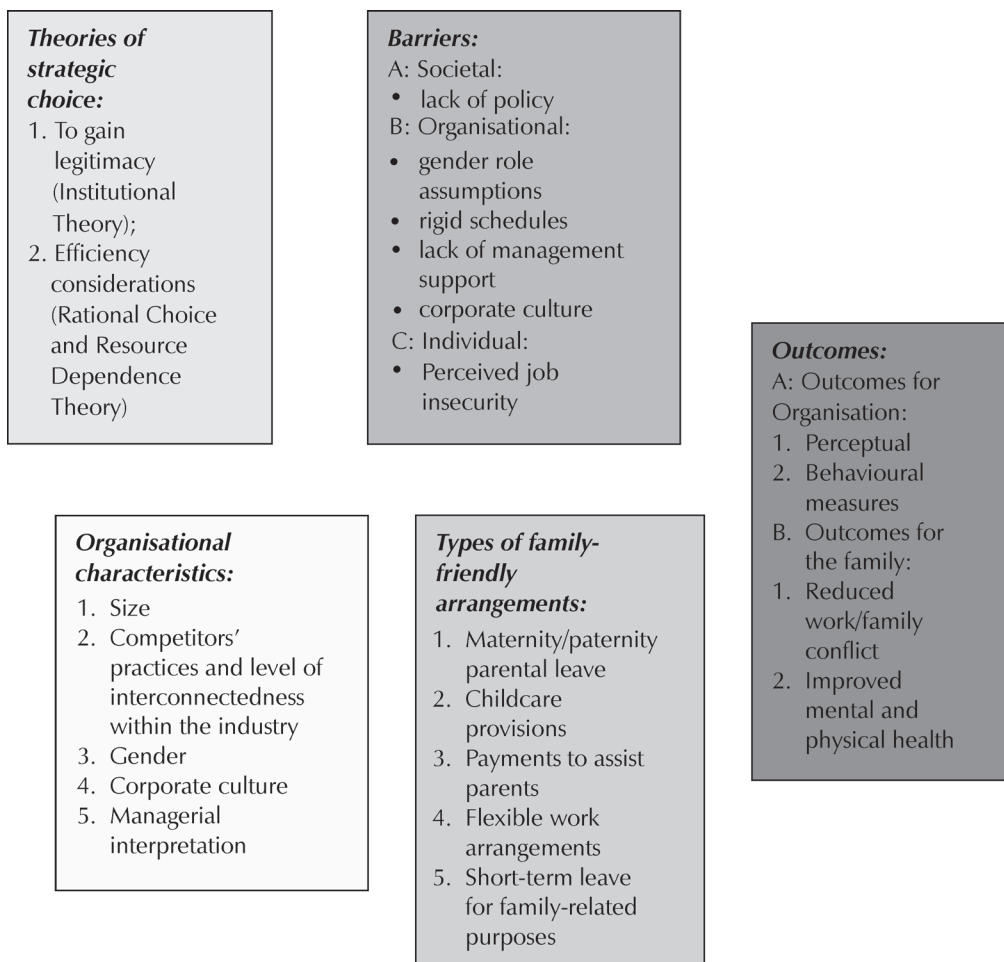 Theories of
strategic
choice:
1. To gain
legitimacy
(Institutional
Theory);
2. Efficiency
considerations
(Rational Choice
and Resource
Dependence
Theory)
Barriers:
A: Societal:
• lack of policy
B: Organisational:
• gender role
assumptions
• rigid schedules
• lack of management
support
• corporate culture
C: Individual:
• Perceived job
insecurity
Organisational
characteristics:
1. Size
2. Competitors’
practices and level of
interconnectedness
within the industry
3. Gender
4. Corporate culture
5. Managerial
interpretation
Types of family-
friendly
arrangements:
1. Maternity/paternity
parental leave
2. Childcare
provisions
3. Payments to assist
parents
4. Flexible work
arrangements
5. Short-term leave
for family-related
purposes
Outcomes:
A: Outcomes for
Organisation:
1. Perceptual
2. Behavioural
measures
B. Outcomes for
the family:
1. Reduced
work/family
conflict
2. Improved
mental and
physical health